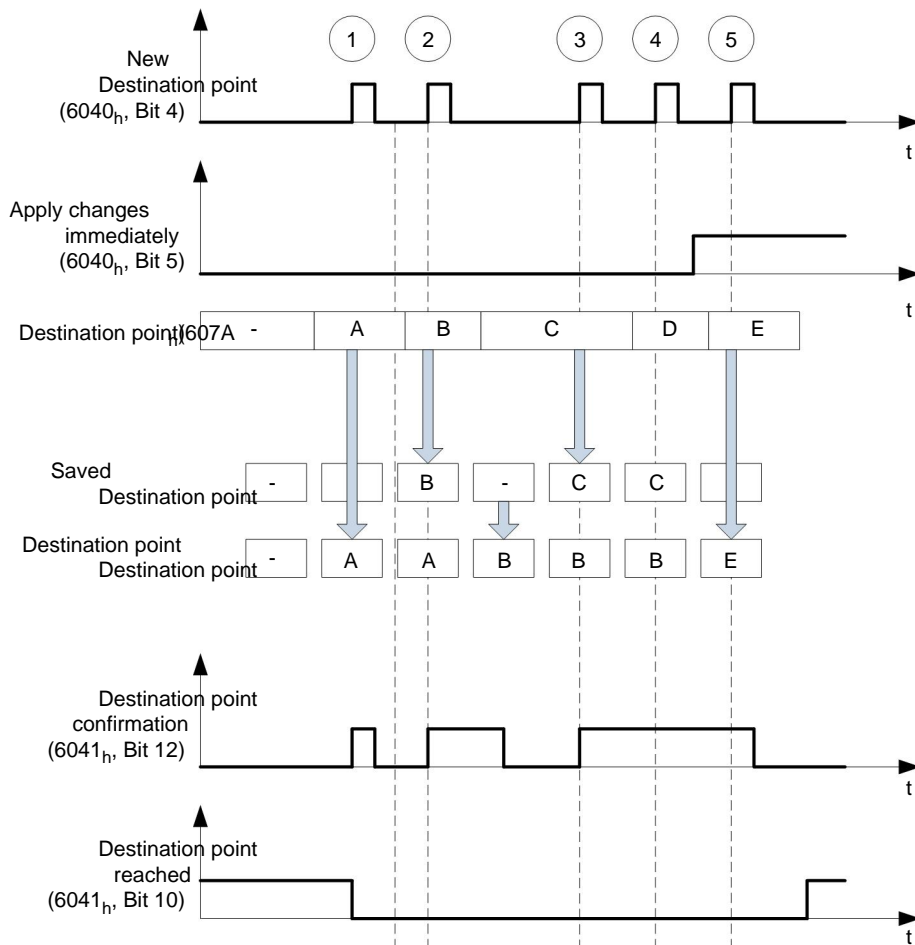 1 2 3 4 5
New
Destination point
(6040h, Bit 4)
t
Apply changes
immediately
(6040h, Bit 5)
t
Destination point (607Ah)
- A B C D E
Saved
Destination point
- B - C C
Destination point
Destination point
- A A B B B E
Destination point
confirmation
(6041h, Bit 12)
t
Destination point
reached
(6041h, Bit 10)
t